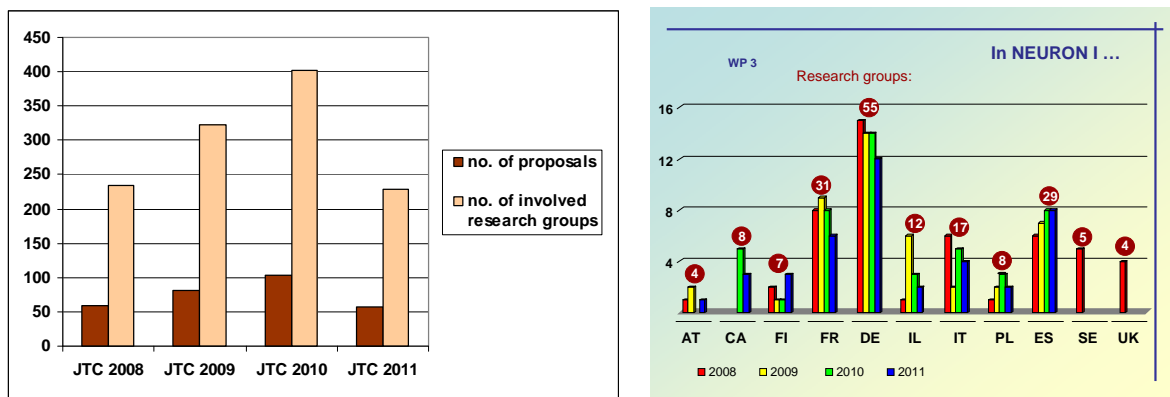 450
400
350
300
250
200
150
100
50
0
JTC 2008 JTC 2009 JTC 2010 JTC 2011
no. of proposals
no. of involved
research groups
In NEURON I ...
WP 3
Research groups:
16
12
8
4
4 8 7 31 55 12 17 8 29 5 4
AT CA FI FR DE IL IT PL ES SE UK
2008 2009 2010 2011